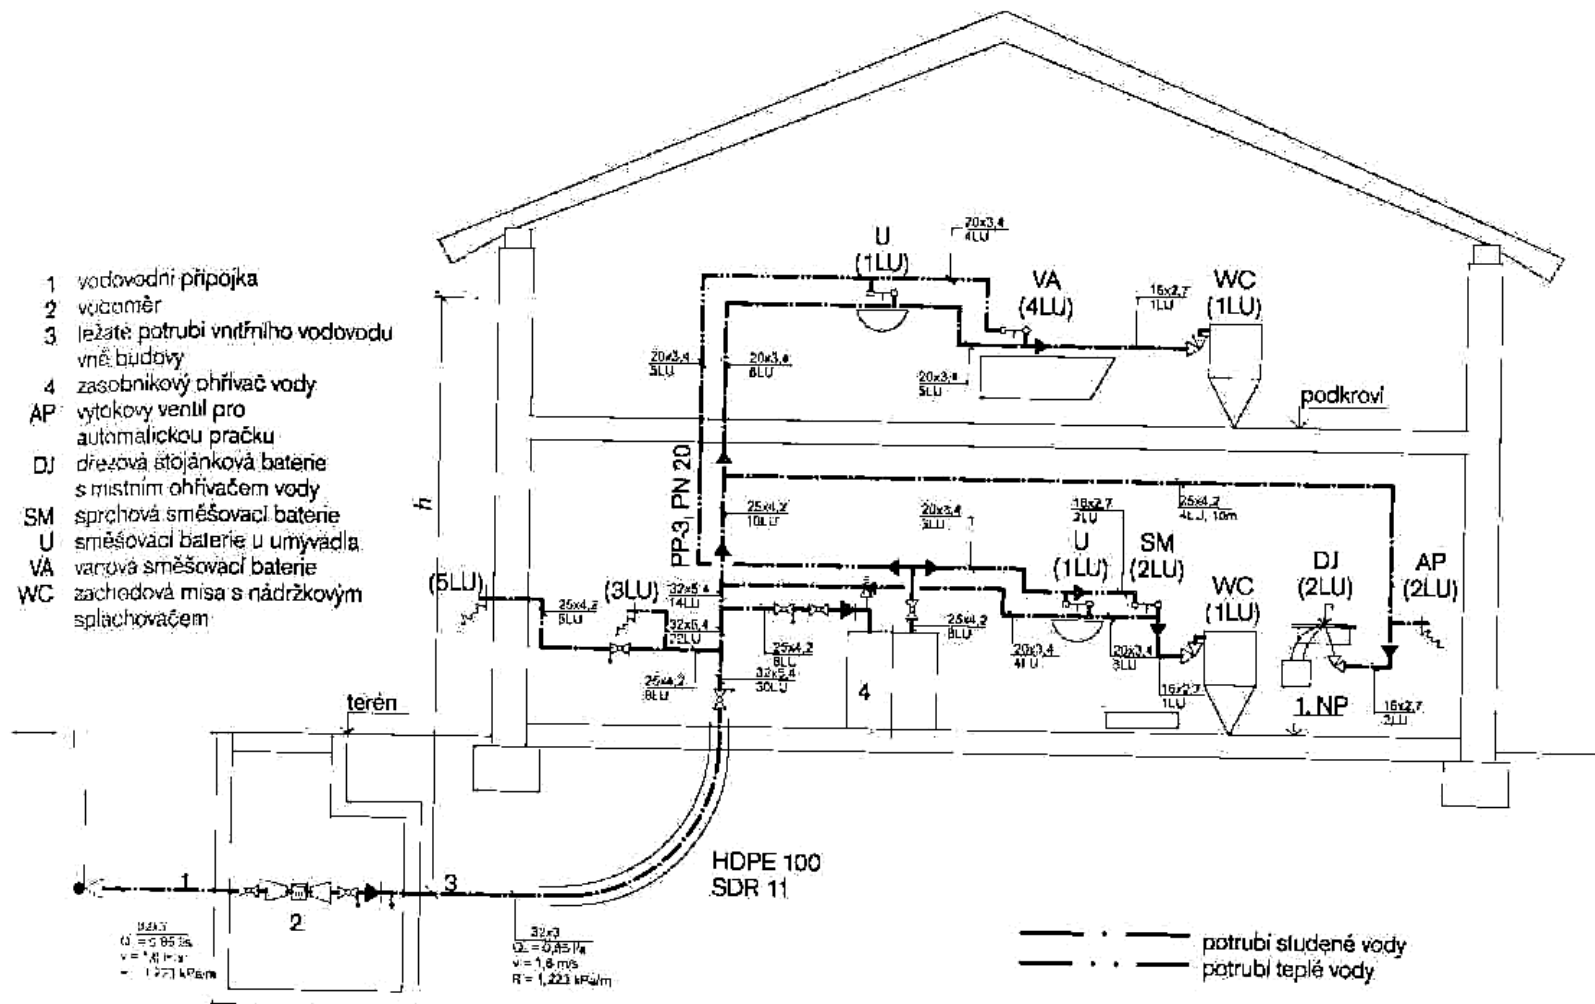 1 vodovodní přípojka
2 vodoměr
3 ležaté potrubí vnitřního vodovodu
vně budovy
4 zásobníkový ohřívač vody
AP výtokový ventil pro
automatickou pračku
DJ dřezová stojánková baterie
s místním ohřívačem vody
SM sprchová směšovací baterie
U směšovací baterie u umyvadla
VA vanová směšovací baterie
WC záchodová mísa s nádržkovým
splachovačem
h
20x3,4
4LU
U
(1LU)
VA
(4LU)
16x2,7
1LU
WC
(1LU)
20x3,4
5LU
20x3,4
6LU
20x3,4
5LU
podkroví
PP-3, PN 20
25x4,2
10LU
20x3,4
3LU
16x2,7
2LU
25x4,2
4LU, 10m
U
(1LU)
SM
(2LU)
WC
(1LU)
DJ
(2LU)
AP
(2LU)
(5LU)
25x4,2
5LU
(3LU)
32x5,4
14LU
32x5,4
22LU
25x4,2
8LU
25x4,2
8LU
32x5,4
30LU
25x4,2
8LU
20x3,4
4LU
20x3,4
3LU
16x2,7
1LU
16x2,7
2LU
4
1. NP
terén
1
2
3
HDPE 100
SDR 11
32x3
32x3
v = 1,6 m/s
R = 1,223 kPa/m
potrubí studené vody
potrubí teplé vody